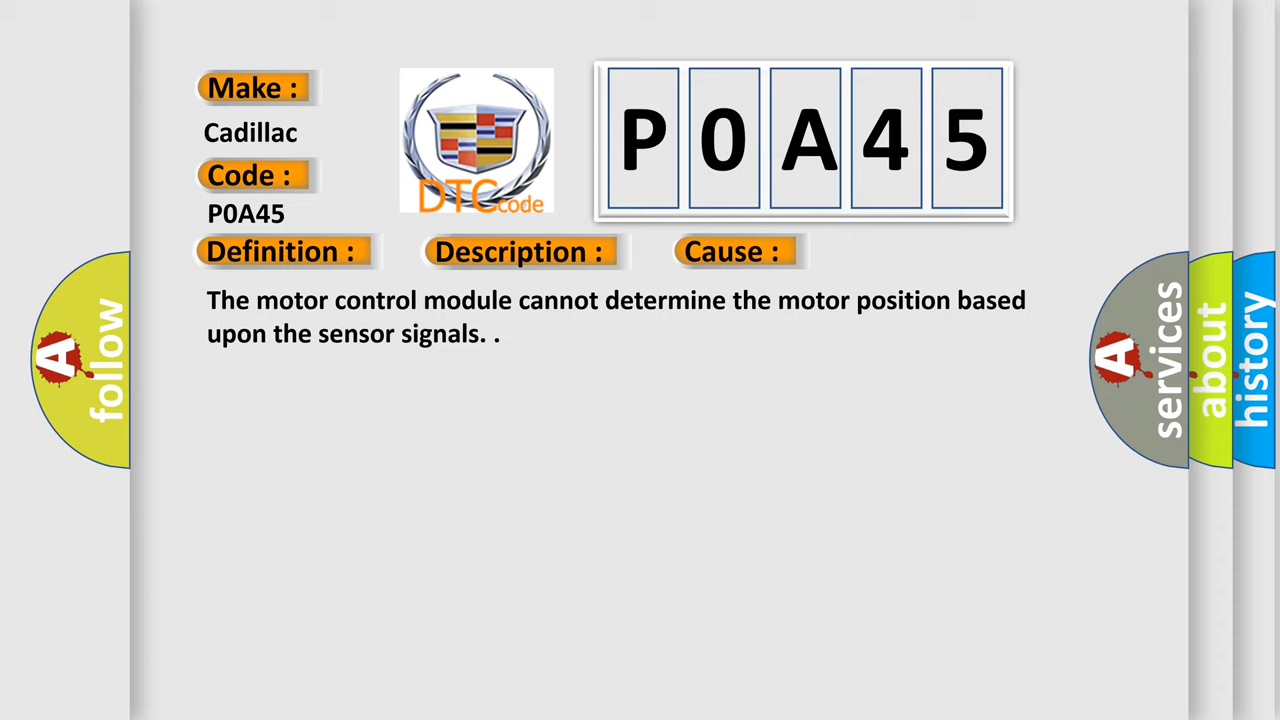 Make :
Cadillac
Code :
P0A45
DTC code
P 0 A 4 5
Definition :
Description :
Cause :
The motor control module cannot determine the motor position based
upon the sensor signals. .
A follow
A services
about
history